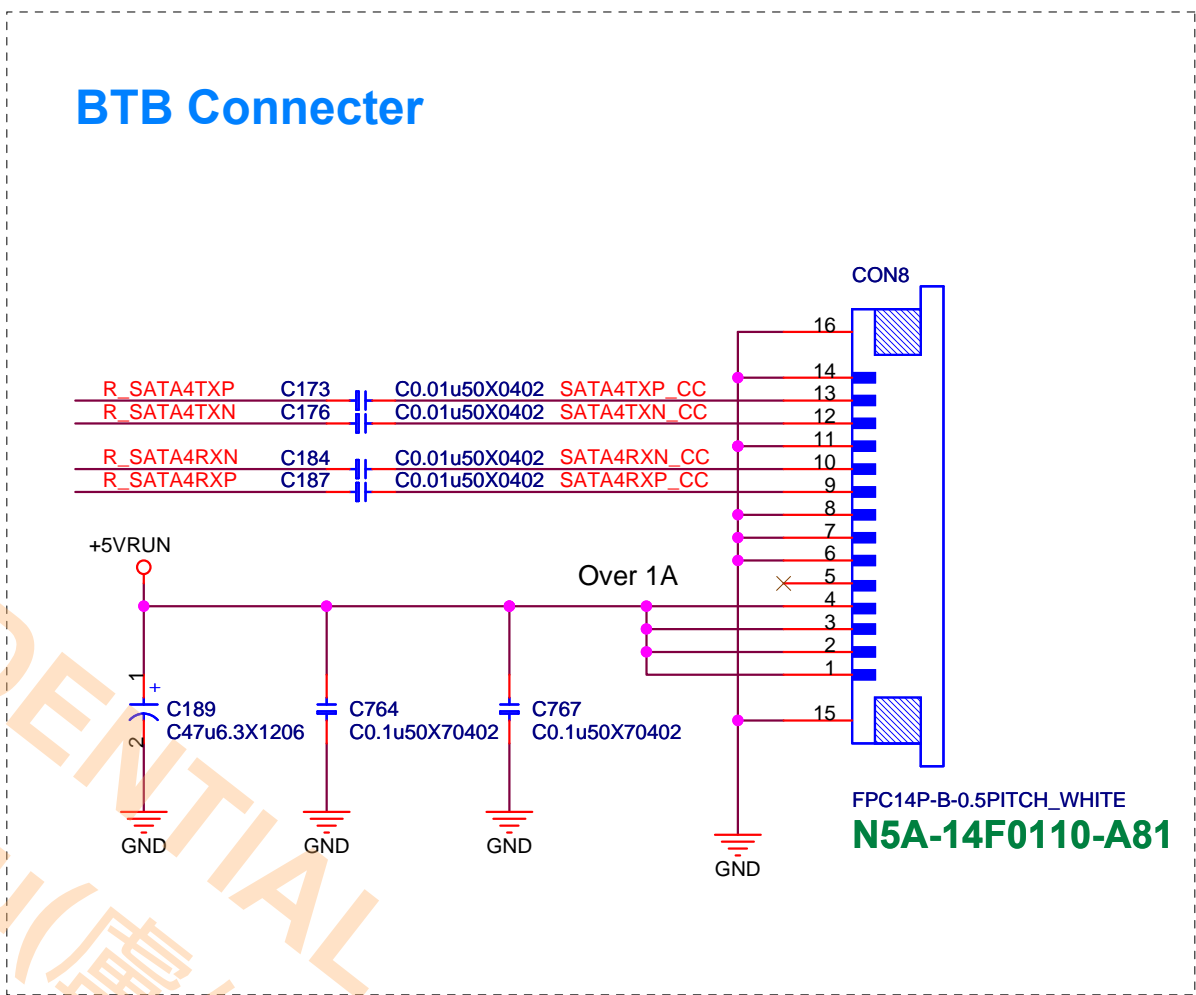 BTB Connecter
CON8
16
14
R_SATA4TXP C173 C0.01u50X0402 SATA4TXP_CC 13
R_SATA4TXN C176 C0.01u50X0402 SATA4TXN_CC 12
11
R_SATA4RXN C184 C0.01u50X0402 SATA4RXN_CC 10
R_SATA4RXP C187 C0.01u50X0402 SATA4RXP_CC 9
8
7
+5VRUN
6
Over 1A 5
4
3
2
1
1
+
C189 C764 C767 15
C47u6.3X1206 C0.1u50X70402 C0.1u50X70402
2
FPC14P-B-0.5PITCH_WHITE
N5A-14F0110-A81
GND GND GND
GND
DENTIAL